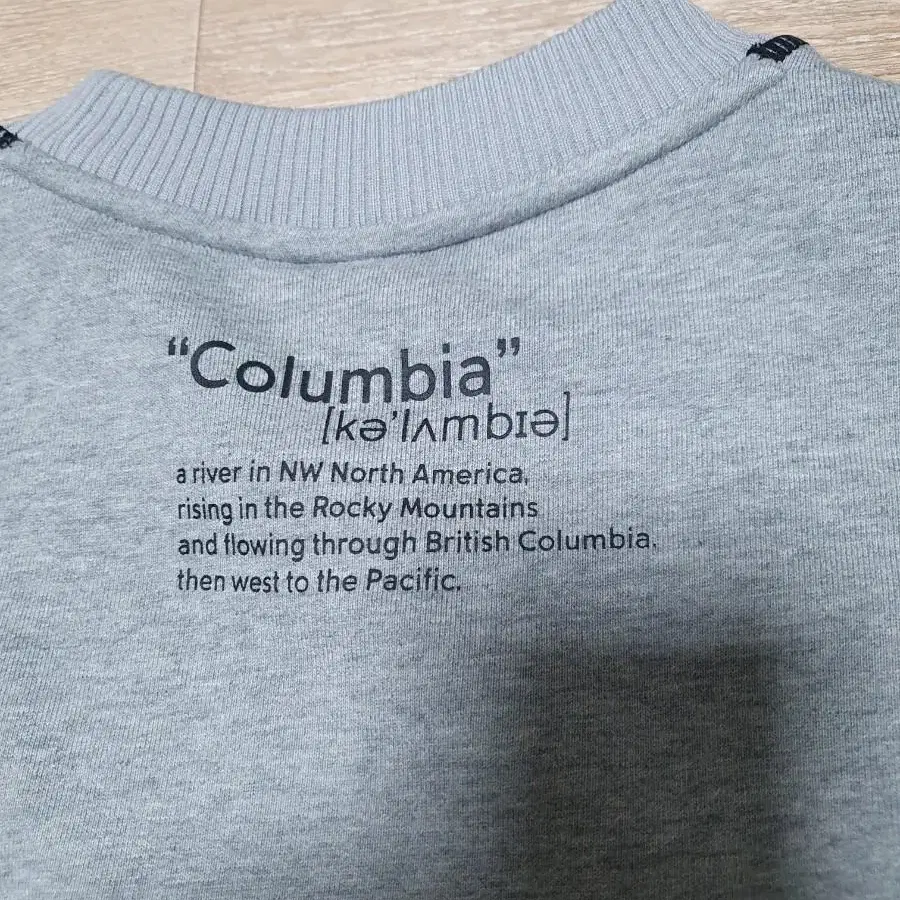 “Columbia”
[kə'lʌmbɪə]
a river in NW North America,
rising in the Rocky Mountains
and flowing through British Columbia,
then west to the Pacific.